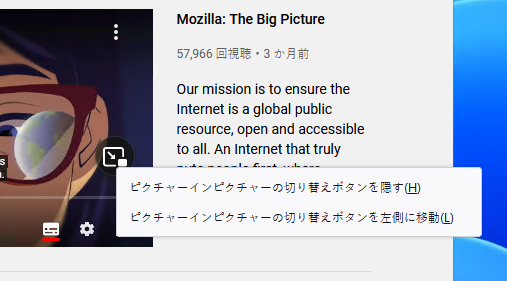 Mozilla: The Big Picture
57,966 回視聴・3 か月前
Our mission is to ensure the
Internet is a global public
resource, open and accessible
to all. An Internet that truly
puts people first, where
ピクチャーインピクチャーの切り替えボタンを隠す(H)
ピクチャーインピクチャーの切り替えボタンを左側に移動(L)